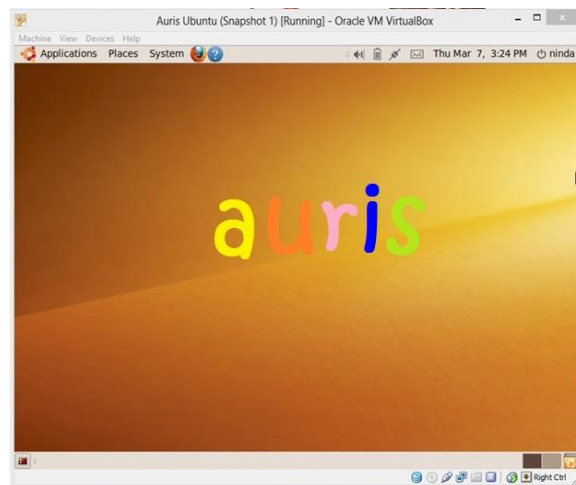 Auris Ubuntu (Snapshot 1) [Running] - Oracle VM VirtualBox
Machine View Devices Help
Applications Places System ? Thu Mar 7, 3:24 PM ninda
auris
Right Ctrl